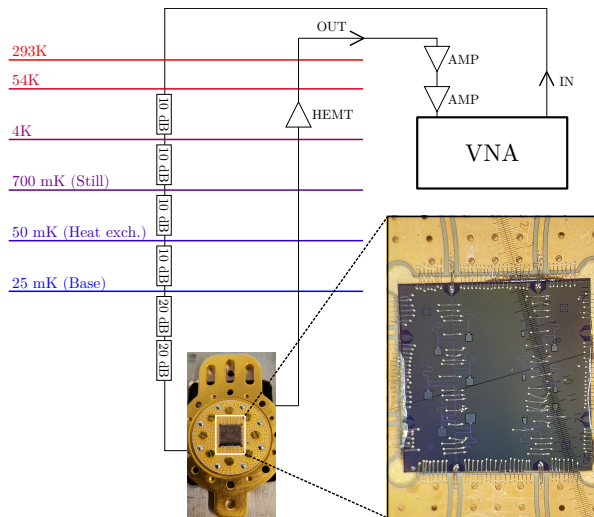 OUT
293K
AMP
54K
IN
AMP
10 dB
HEMT
4K
VNA
10 dB
700 mK (Still)
10 dB
50 mK (Heat exch.)
10 dB
25 mK (Base)
20 dB
20 dB